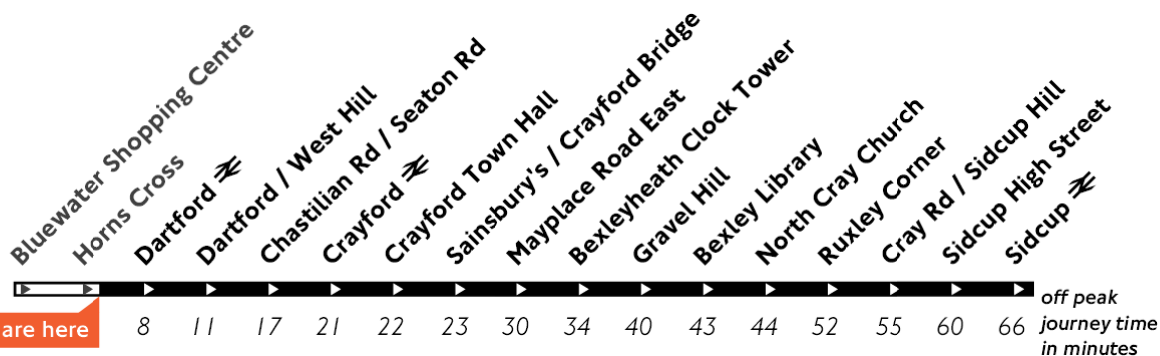 Bluewater Shopping Centre
Horns Cross
Dartford
Dartford / West Hill
Chastilian Rd / Seaton Rd
Crayford
Crayford Town Hall
Sainsbury's / Crayford Bridge
Mayplace Road East
Bexleyheath Clock Tower
Gravel Hill
Bexley Library
North Cray Church
Ruxley Corner
Cray Rd / Sidcup Hill
Sidcup High Street
Sidcup
are here
8 11 17 21 22 23 30 34 40 43 44 52 55 60 66
off peak
journey time
in minutes